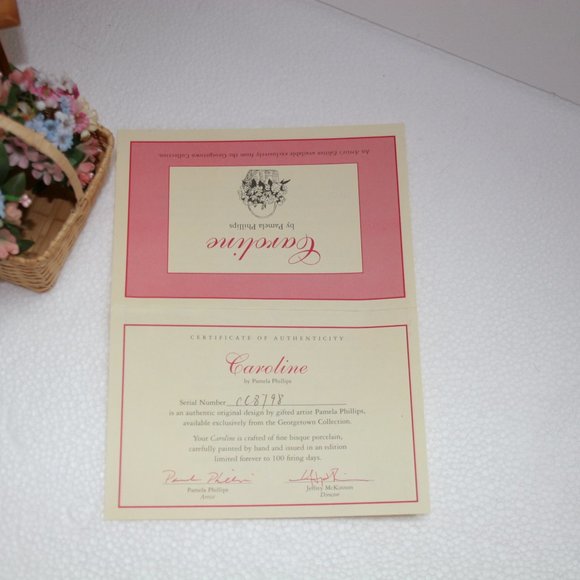 An Artist's Edition available exclusively from the Georgetown Collection.
Caroline
by Pamela Phillips
CERTIFICATE OF AUTHENTICITY
Caroline
by Pamela Phillips
Serial Number CC8798
is an authentic original design by gifted artist Pamela Phillips,
available exclusively from the Georgetown Collection.
Your Caroline is crafted of fine bisque porcelain,
carefully painted by hand and issued in an edition
limited forever to 100 firing days.
Pamela Phillips
Pamela Phillips
Jeffrey McKinnon
Artist
Director